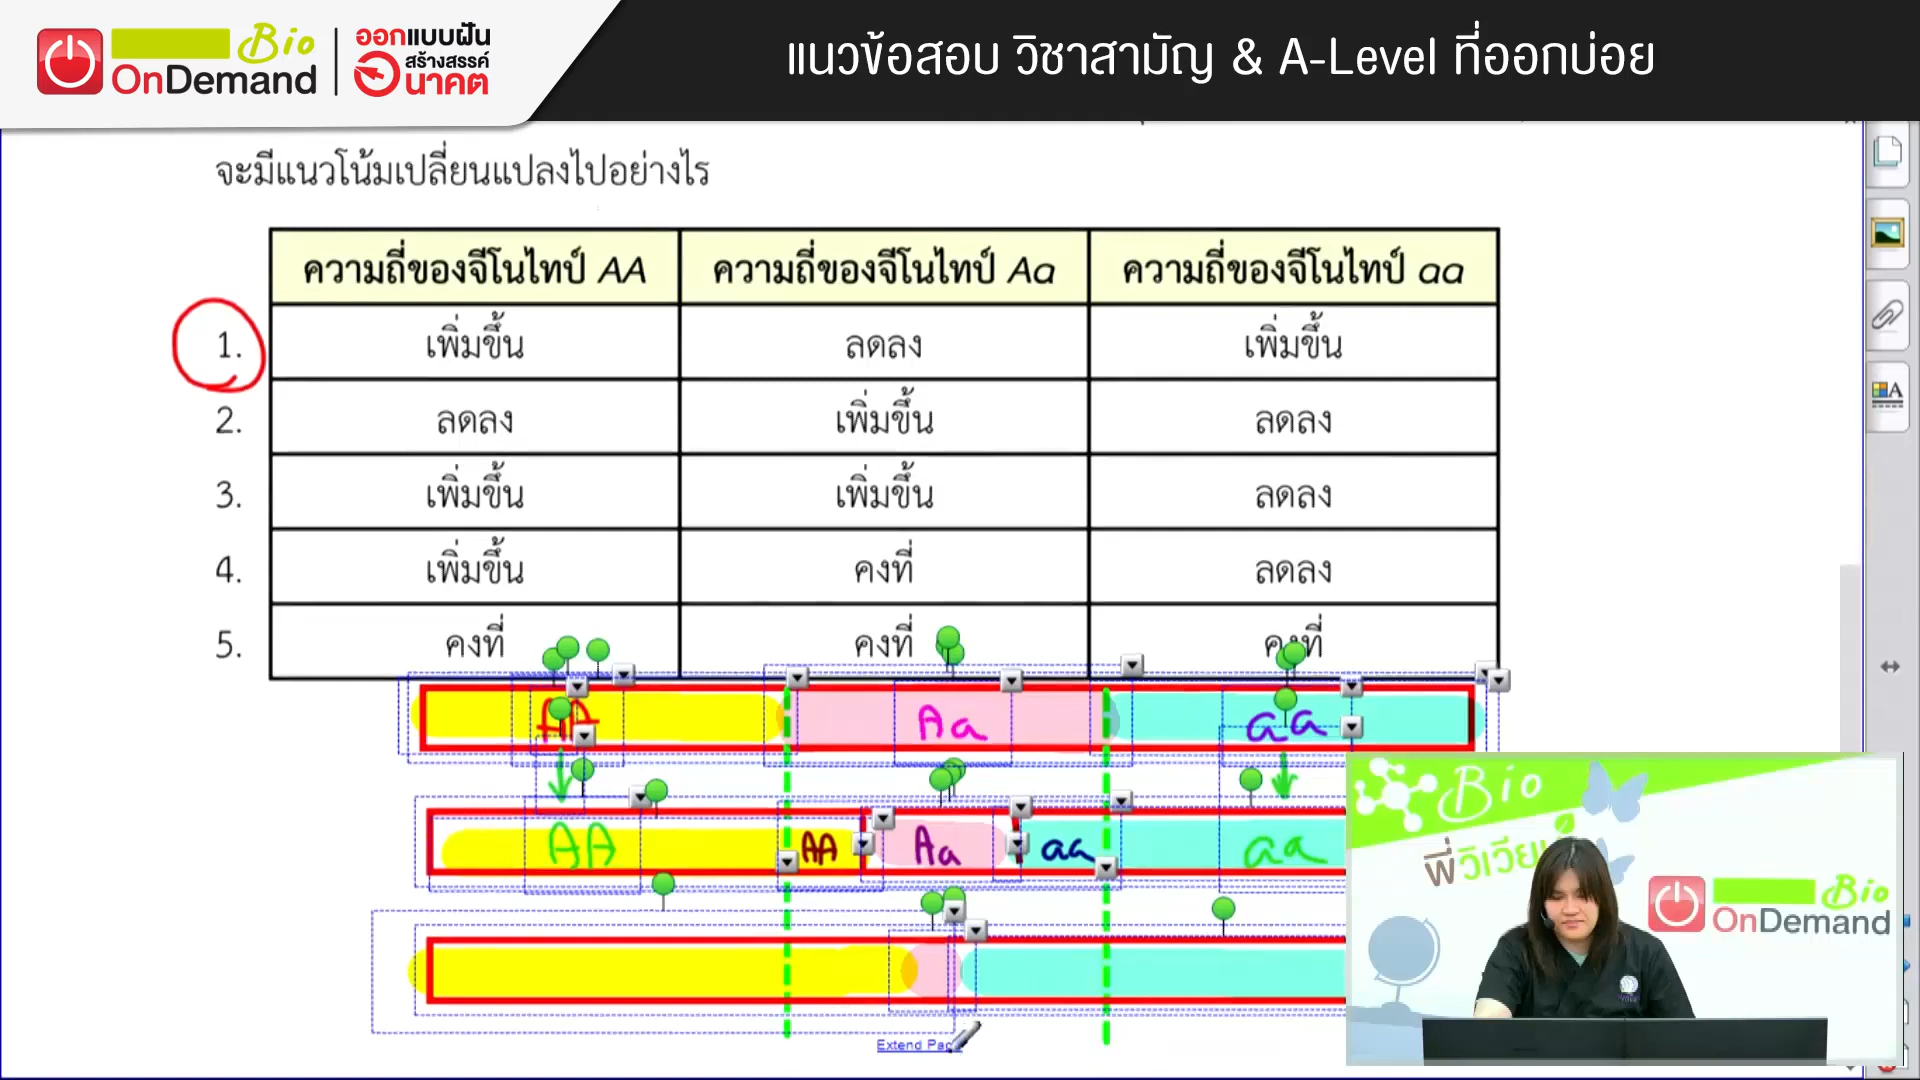 Bio
OnDemand
ออกแบบฝัน
สร้างสรรค์
อนาคต
แนวข้อสอบ วิชาสามัญ & A-Level ที่ออกบ่อย
จะมีแนวโน้มเปลี่ยนแปลงไปอย่างไร
ความถี่ของจีโนไทป์ AA ความถี่ของจีโนไทป์ Aa ความถี่ของจีโนไทป์ aa
1. เพิ่มขึ้น ลดลง เพิ่มขึ้น
2. ลดลง เพิ่มขึ้น ลดลง
3. เพิ่มขึ้น เพิ่มขึ้น ลดลง
4. เพิ่มขึ้น คงที่ ลดลง
5. คงที่ คงที่ คงที่
AA Aa aa
AA AA Aa aa aa
Extend Page
Bio
พี่วิเวียน
Bio
OnDemand